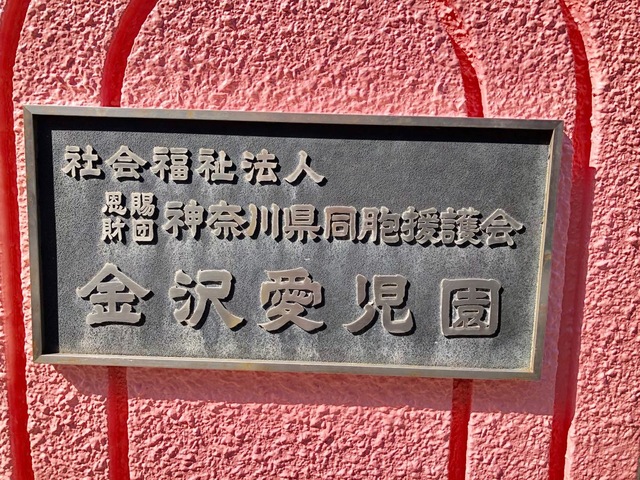 社会福祉法人
恩賜財団 神奈川県同胞援護会
金沢愛児園